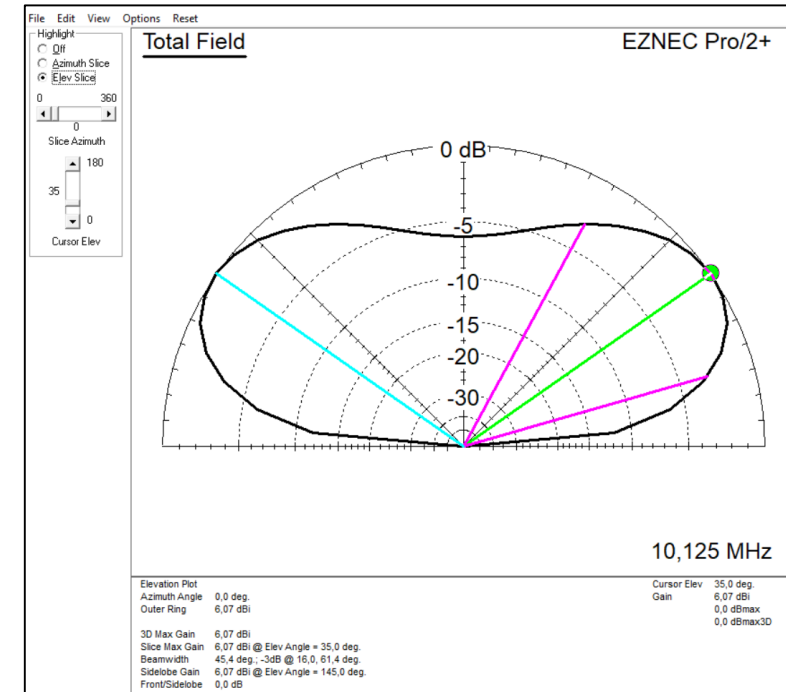 File Edit View Options Reset
Highlight
Off
Azimuth Slice
Elev Slice
0 360
0
Slice Azimuth
180
35
0
Cursor Elev
Total Field
EZNEC Pro/2+
0 dB
-5
-10
-15
-20
-30
10,125 MHz
Elevation Plot
Azimuth Angle 0,0 deg.
Outer Ring 6,07 dBi
3D Max Gain 6,07 dBi
Slice Max Gain 6,07 dBi @ Elev Angle = 35,0 deg.
Beamwidth 45,4 deg.; -3dB @ 16,0, 61,4 deg.
Sidelobe Gain 6,07 dBi @ Elev Angle = 145,0 deg.
Front/Sidelobe 0,0 dB
Cursor Elev 35,0 deg.
Gain 6,07 dBi
0,0 dBmax
0,0 dBmax3D